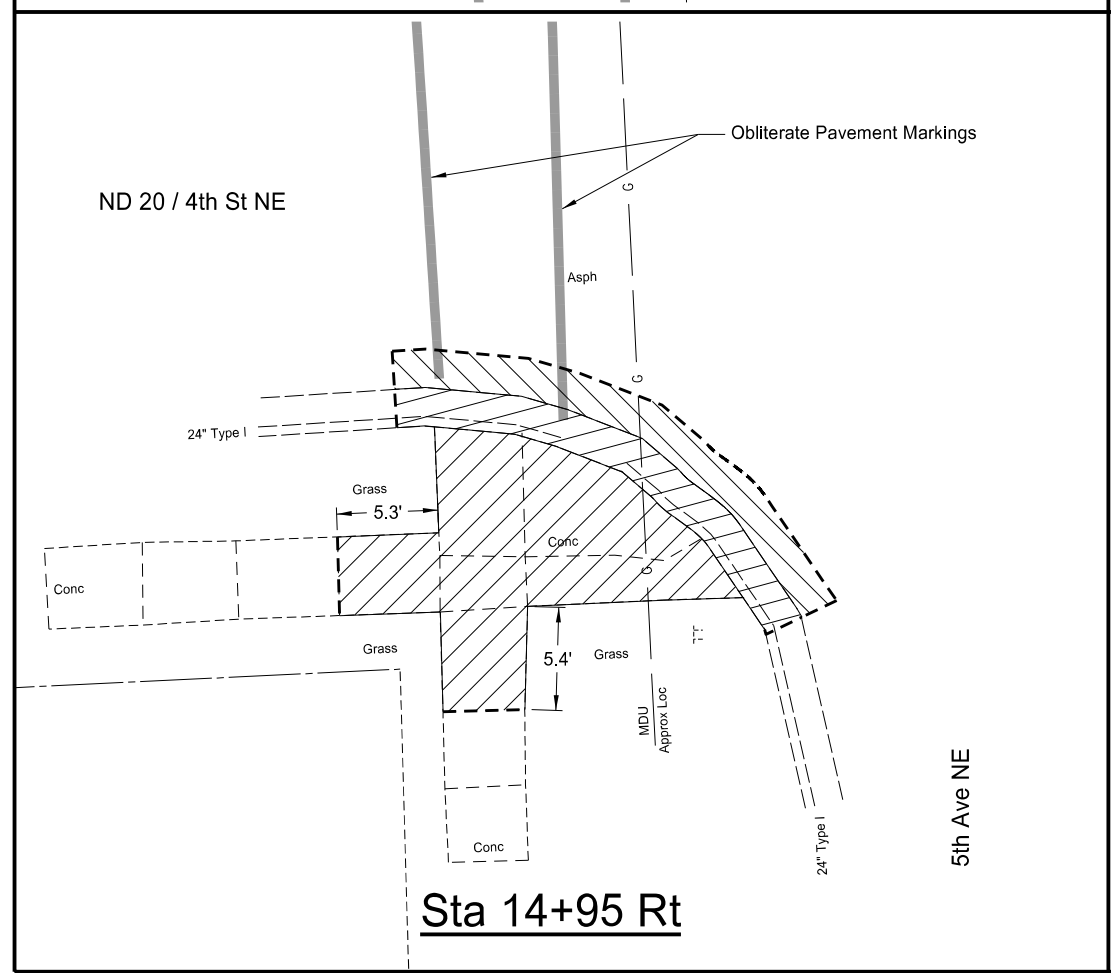 Obliterate Pavement Markings
G
ND 20 / 4th St NE
Asph
G
24" Type I
Grass
5.3'
Conc
G
Conc
Grass
5.4'
Grass
MDU
Approx Loc
5th Ave NE
24" Type I
Conc
Sta 14+95 Rt